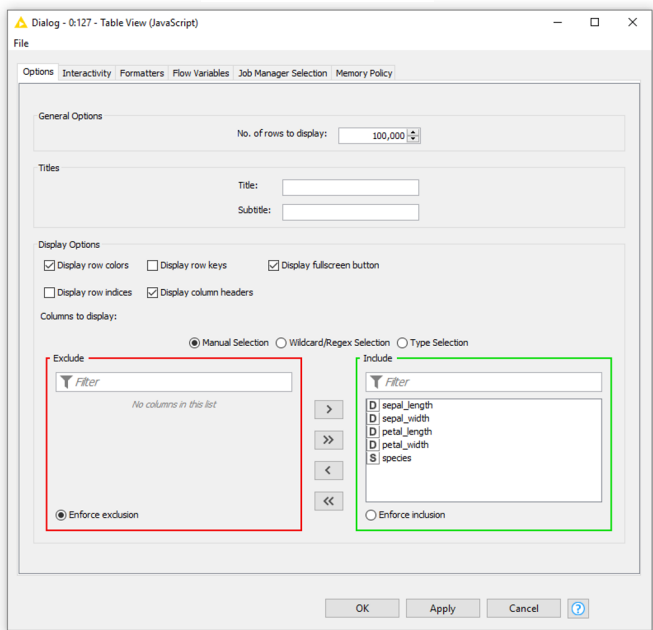 Dialog - 0:127 - Table View (JavaScript)
File
Options Interactivity Formatters Flow Variables Job Manager Selection Memory Policy
General Options
No. of rows to display: 100,000
Titles
Title:
Subtitle:
Display Options
Display row colors Display row keys Display fullscreen button
Display row indices Display column headers
Columns to display:
Manual Selection Wildcard/Regex Selection Type Selection
Exclude Include
Filter Filter
No columns in this list
> 
D sepal_length
>>
D sepal_width
<
D petal_length
<<
D petal_width
S species
Enforce exclusion Enforce inclusion
OK Apply Cancel ?